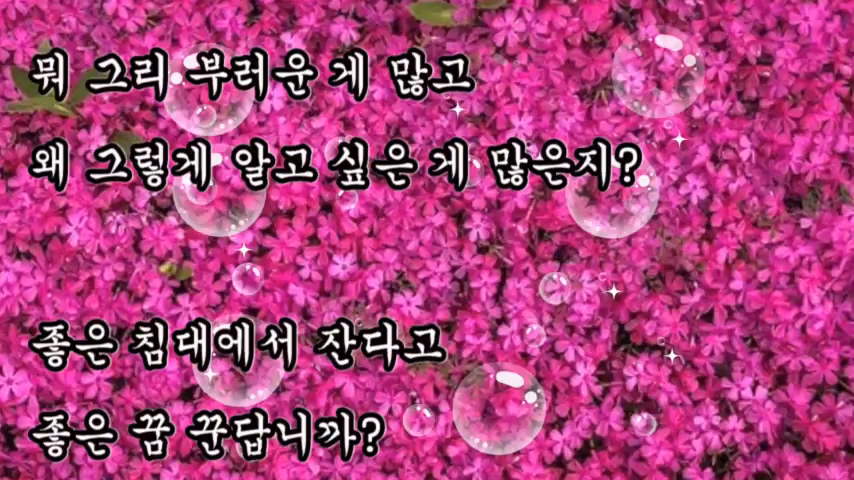 뭐 그리 부러운 게 많고
왜 그렇게 알고 싶은 게 많은지?
좋은 침대에서 잔다고
좋은 꿈 꾼답니까?